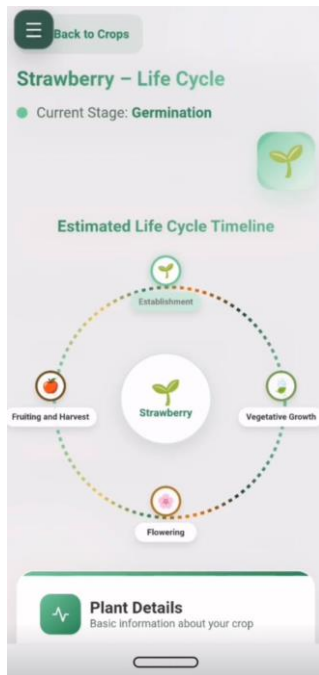 Back to Crops
Strawberry – Life Cycle
Current Stage: Germination
Estimated Life Cycle Timeline
Establishment
Strawberry
Fruiting and Harvest
Vegetative Growth
Flowering
Plant Details
Basic information about your crop